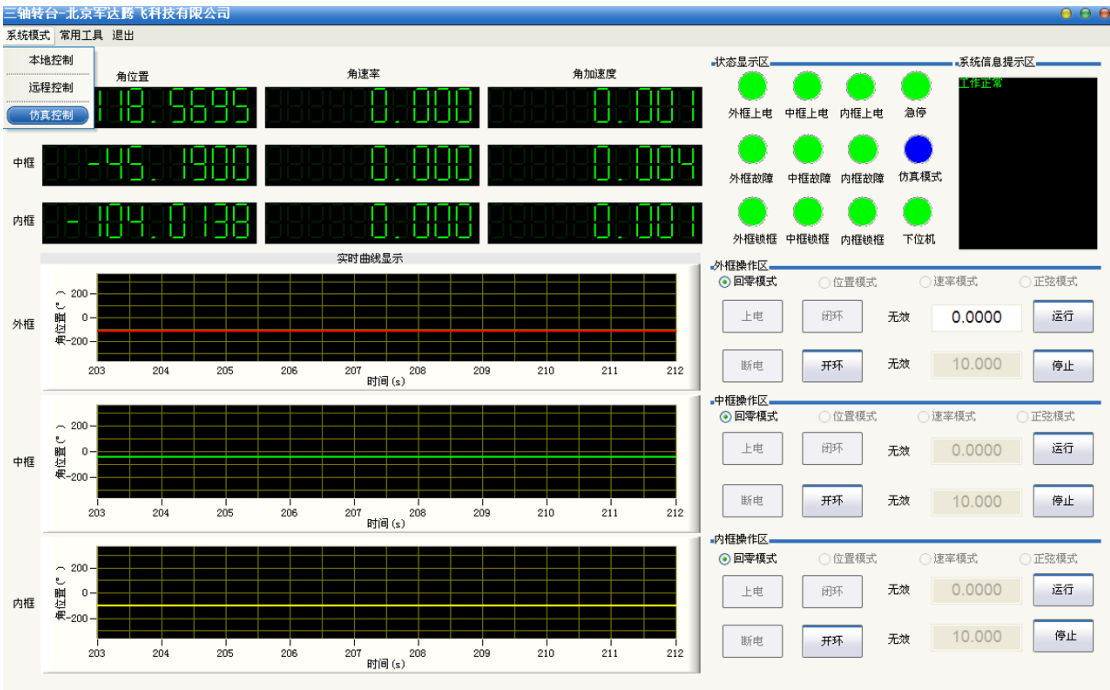 三轴转台-北京军达腾飞科技有限公司
系统模式 常用工具 退出
本地控制
远程控制
仿真控制
角位置 角速率 角加速度
118.5695 0.000 0.001
中框 -45.1900 0.000 0.004
内框 -104.0138 0.000 0.001
状态显示区
外框上电 中框上电 内框上电 急停
外框故障 中框故障 内框故障 仿真模式
外框锁框 中框锁框 内框锁框 下位机
系统信息提示区
工作正常
实时曲线显示
外框
角位置(°)
200
0
-200
203 204 205 206 207 208 209 210 211 212
时间(s)
中框
角位置(°)
200
0
-200
203 204 205 206 207 208 209 210 211 212
时间(s)
内框
角位置(°)
200
0
-200
203 204 205 206 207 208 209 210 211 212
时间(s)
外框操作区
回零模式 位置模式 速率模式 正弦模式
上电 闭环 无效 0.0000 运行
断电 开环 无效 10.000 停止
中框操作区
回零模式 位置模式 速率模式 正弦模式
上电 闭环 无效 0.0000 运行
断电 开环 无效 10.000 停止
内框操作区
回零模式 位置模式 速率模式 正弦模式
上电 闭环 无效 0.0000 运行
断电 开环 无效 10.000 停止